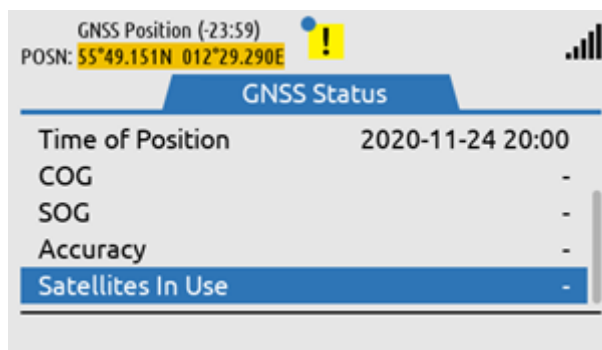 GNSS Position (-23:59)
POSN: 55°49.151N 012°29.290E
!
GNSS Status
Time of Position 2020-11-24 20:00
COG -
SOG -
Accuracy -
Satellites In Use -